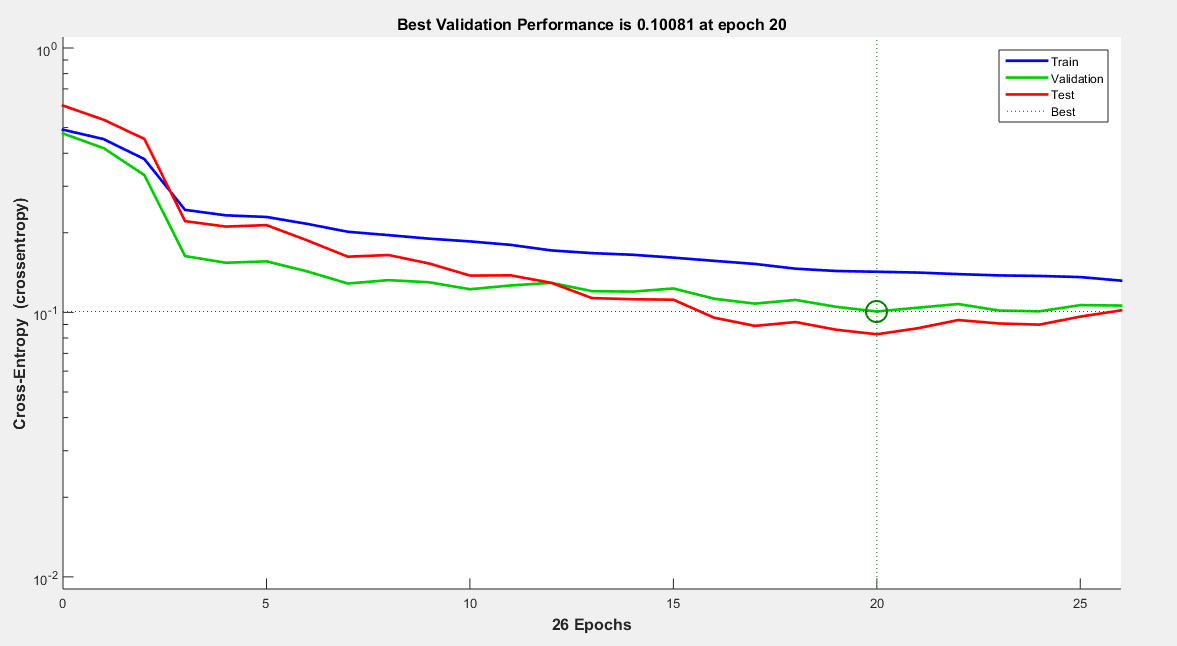 Best Validation Performance is 0.10081 at epoch 20
10^0
10^-1
10^-2
Cross-Entropy (crossentropy)
Train
Validation
Test
Best
0 5 10 15 20 25
26 Epochs